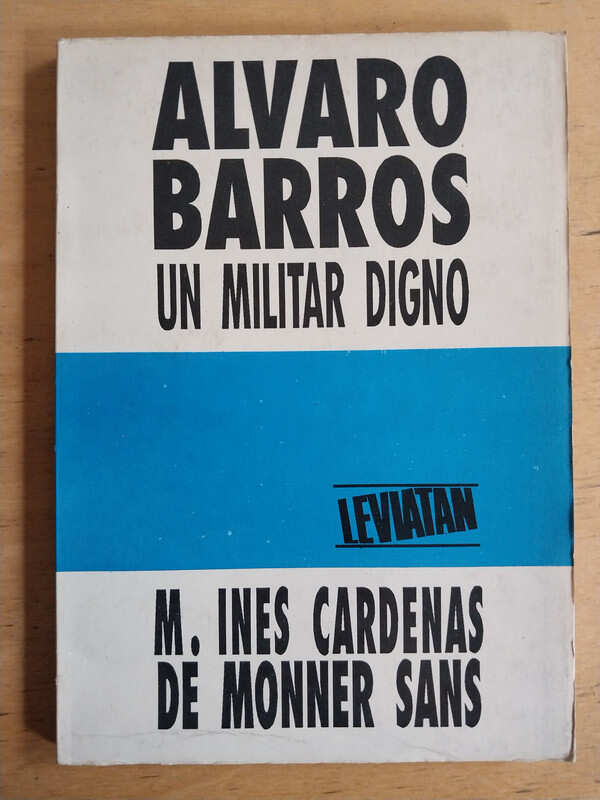 ALVARO
BARROS
UN MILITAR DIGNO
LEVIATAN
M. INES CARDENAS
DE MONNER SANS